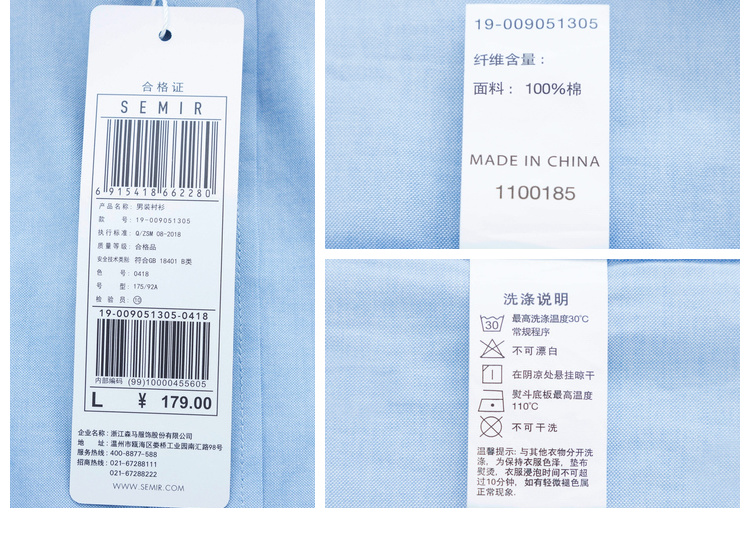 合格证
SEMIR
6 915418 662280
产品名称: 男装衬衫
款 号: 19-009051305
执行标准: Q/ZSM 08-2018
质量等级: 合格品
安全技术类别 符合GB 18401 B类
色 号: 0418
号 型: 175/92A
检 验 员: 10
19-009051305-0418
内部编码 (99)10000455605
L ¥ 179.00
企业名称: 浙江森马服饰股份有限公司
地 址: 温州市瓯海区娄桥工业园南汇路98号
服务热线: 400-8877-588
招商热线: 021-67288111
021-67288222
WWW.SEMIR.COM
19-009051305
纤维含量:
面料: 100%棉
MADE IN CHINA
1100185
洗涤说明
30 最高洗涤温度30℃
常规程序
不可漂白
在阴凉处悬挂晾干
熨斗底板最高温度
110℃
不可干洗
温馨提示: 与其他衣物分开洗
涤, 为保持衣服色泽, 垫布
熨烫, 衣服浸泡时间不可超
过10分钟, 如有轻微褪色属
正常现象.